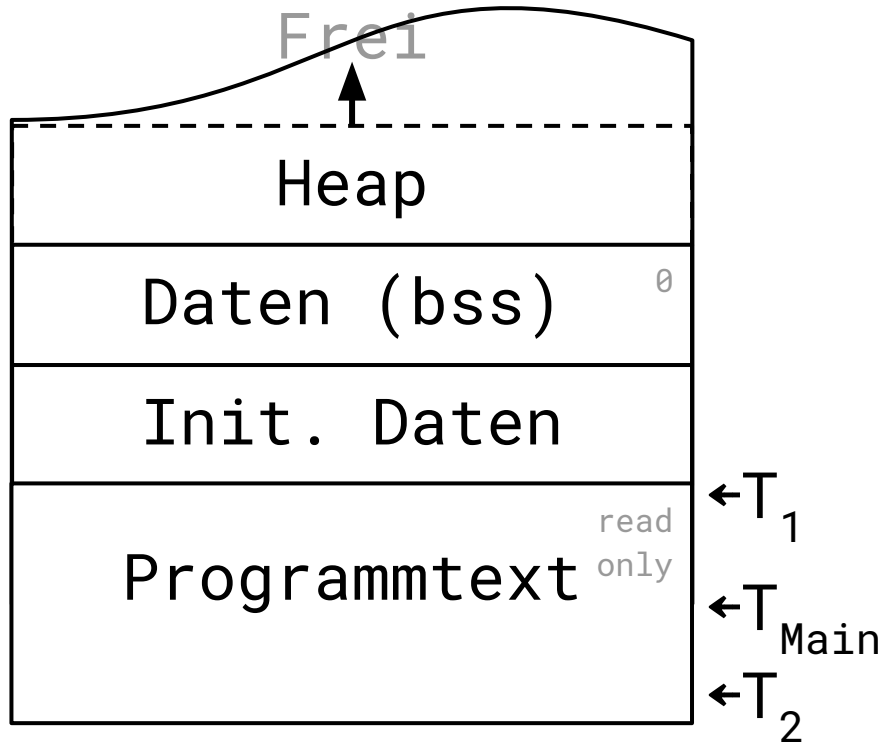 Frei
Heap
Daten (bss)
0
Init. Daten
T1
read
only
Programmtext
TMain
T2